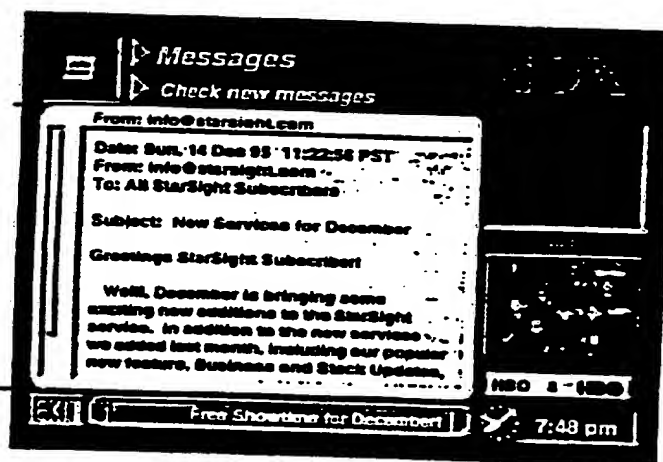 Messages
Check new messages
From: info@starsight.com
Date: Sun, 14 Dec 95 11:22:56 PST
From: info@starsight.com
To: All StarSight Subscribers
Subject: New Services for December
Greetings StarSight Subscriber!
Well, December is bringing some
exciting new additions to the StarSight
service. In addition to the new services
we added last month, including our popular
new feature, Business and Stock Updates,
HBO 8 HBO
Free Showtime for December!
7:48 pm